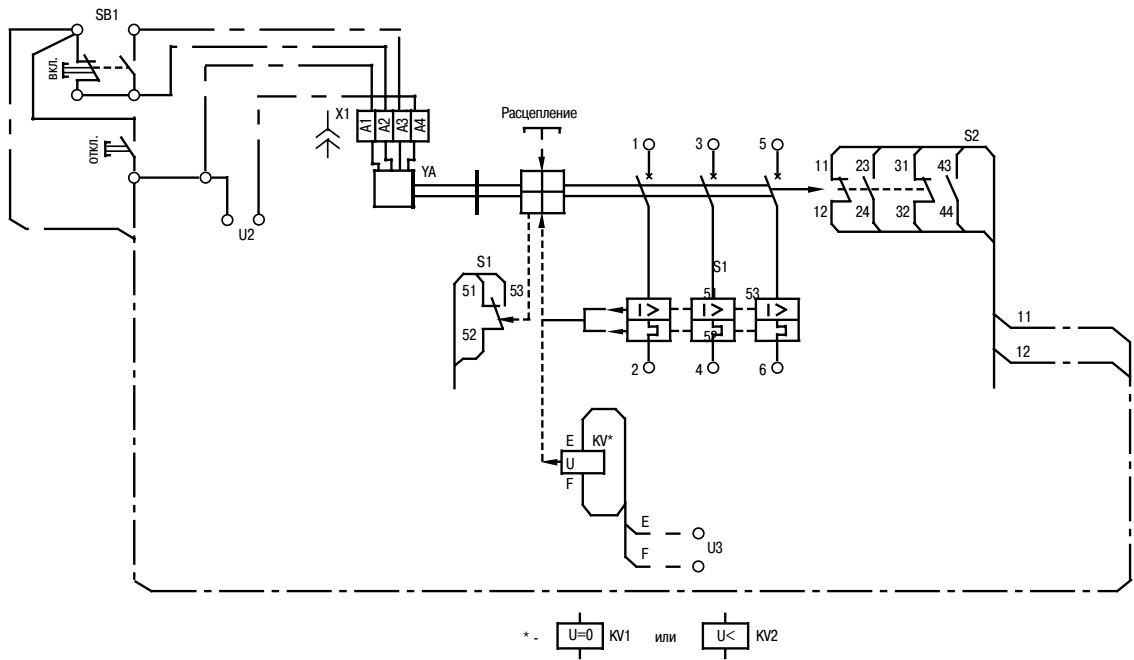 SB1
ВКЛ.
ОТКЛ.
U2
X1
A1 A2 A3 A4
YA
Расцепление
1 3 5
S2
11 23 31 43
12 24 32 44
S1
51 53
52
S1
51 53
I> I> I>
52
2 4 6
11
12
E KV*
U
F
E
F
U3
* - U=0 KV1 или U< KV2